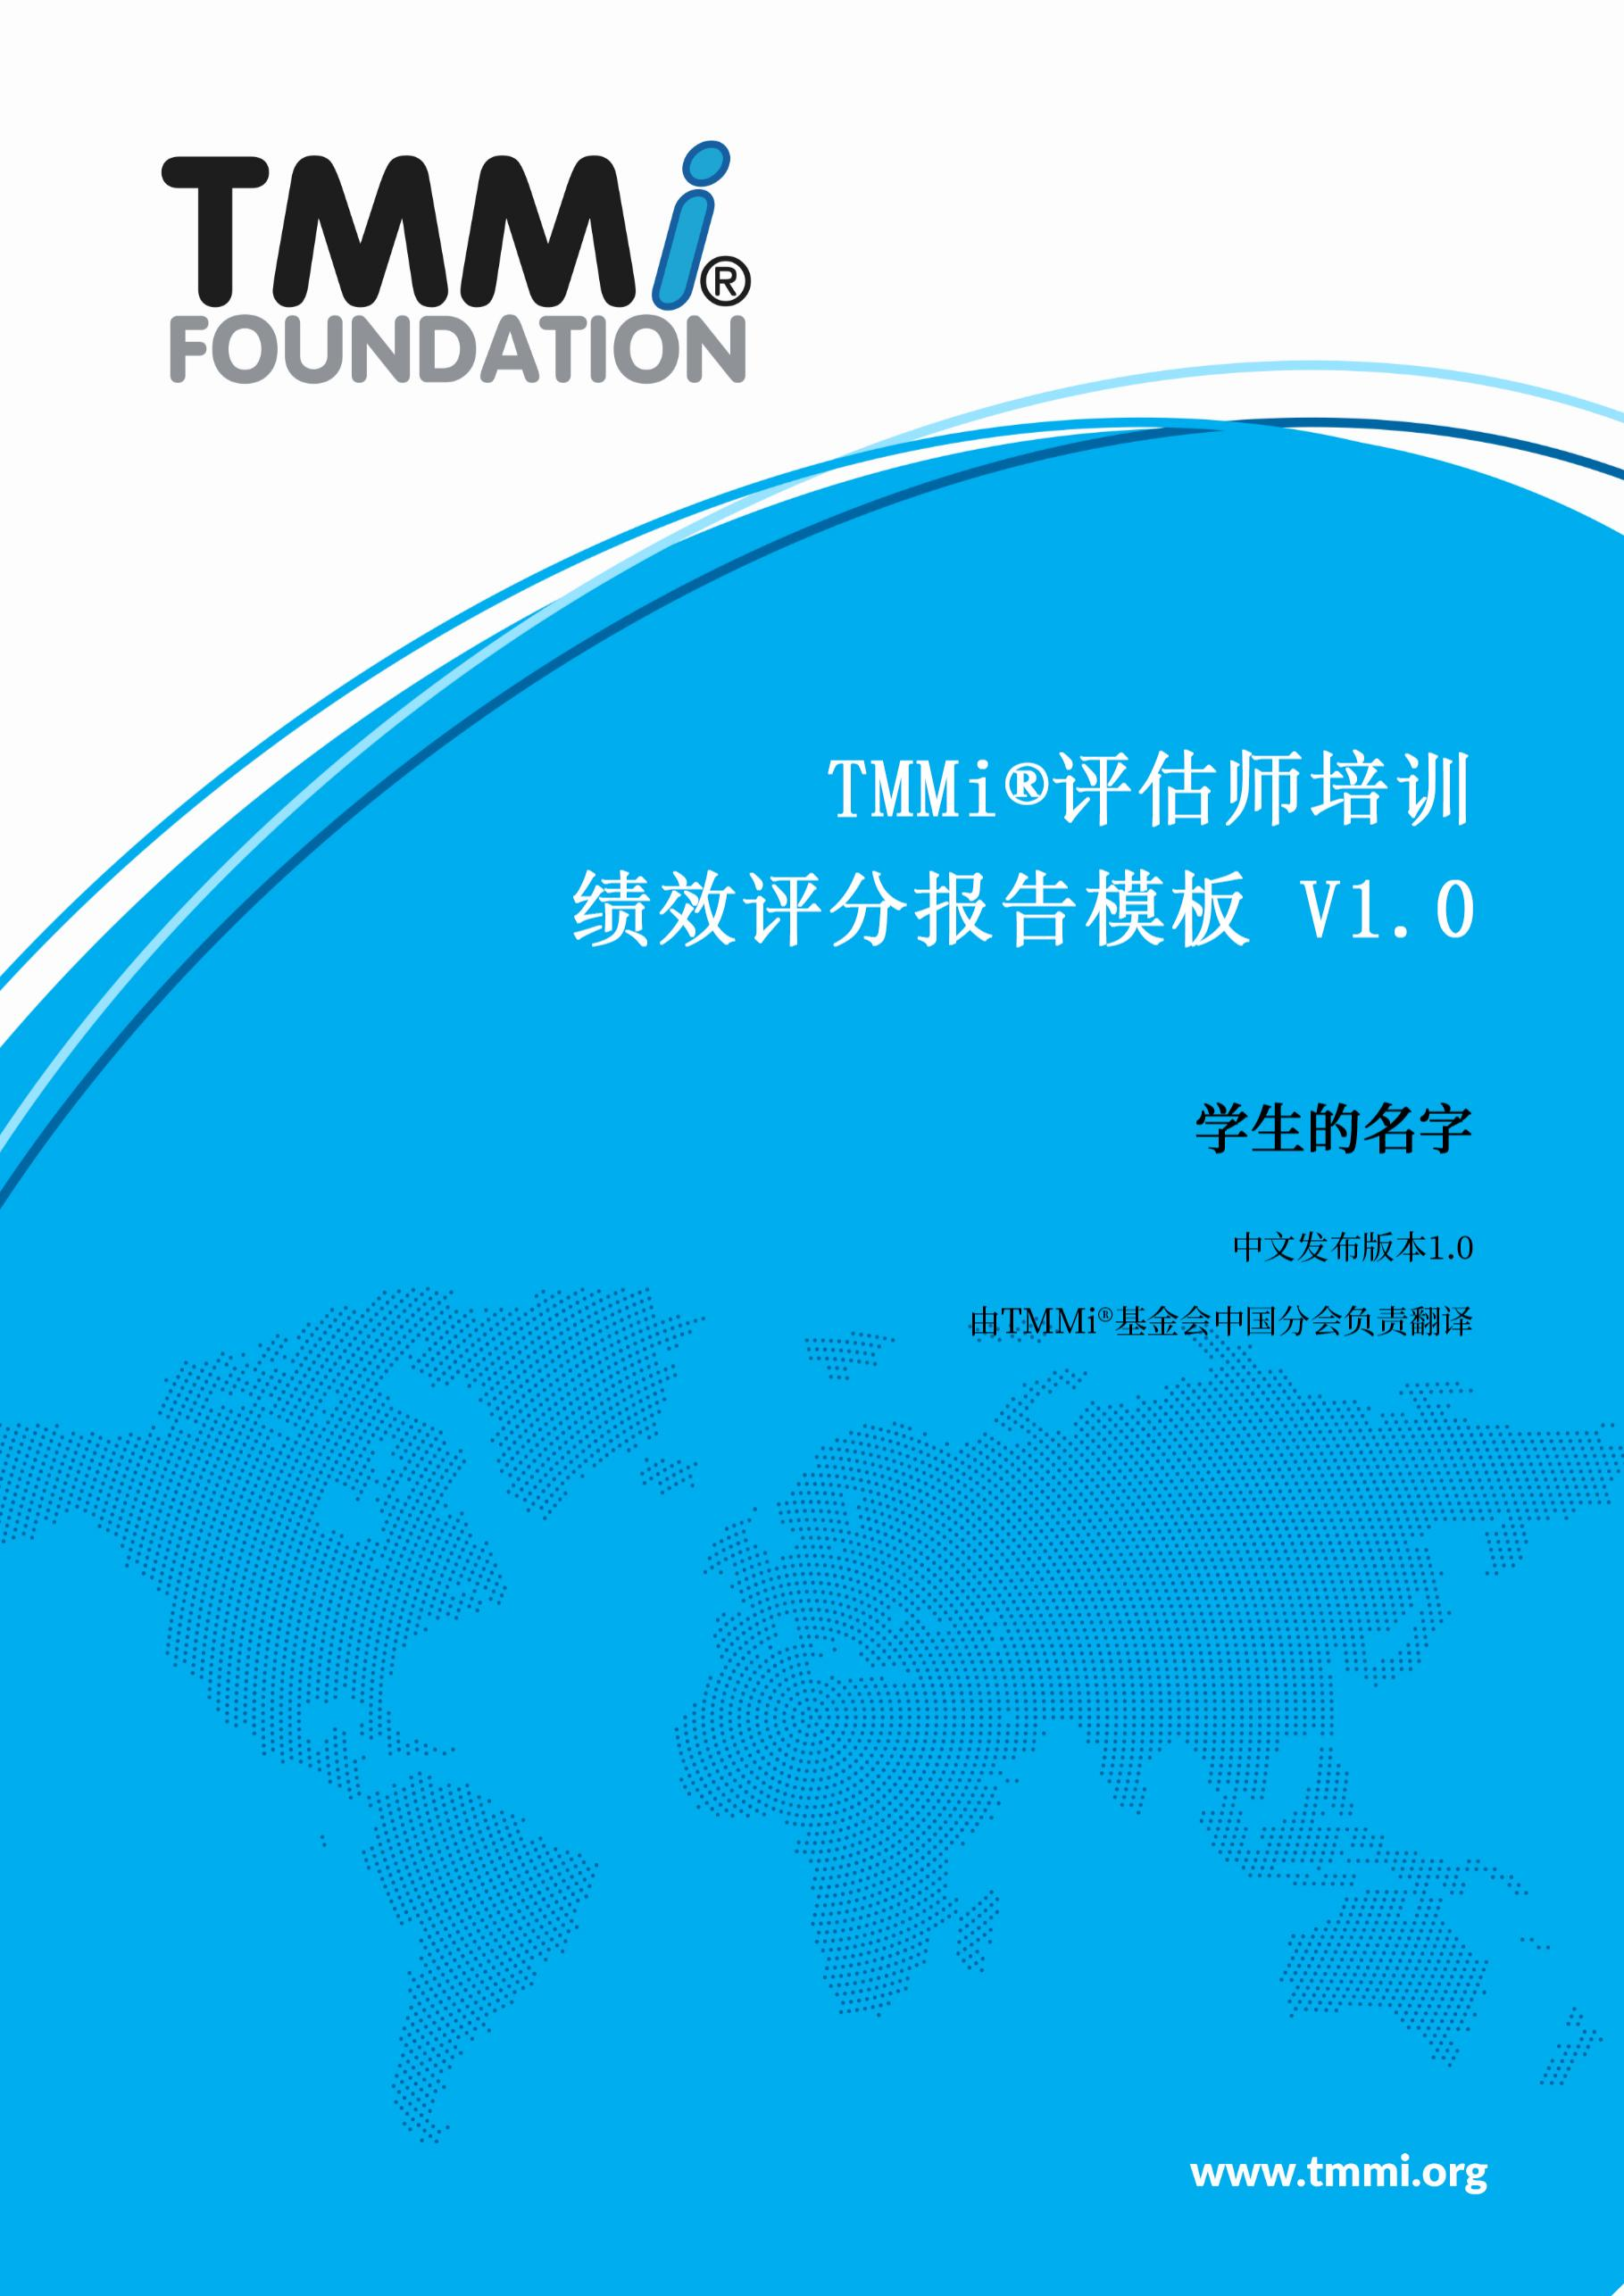 TMMi®
FOUNDATION
TMMi®评估师培训
绩效评分报告模板 V1.0
学生的名字
中文发布版本1.0
由TMMi®基金会中国分会负责翻译
www.tmmi.org